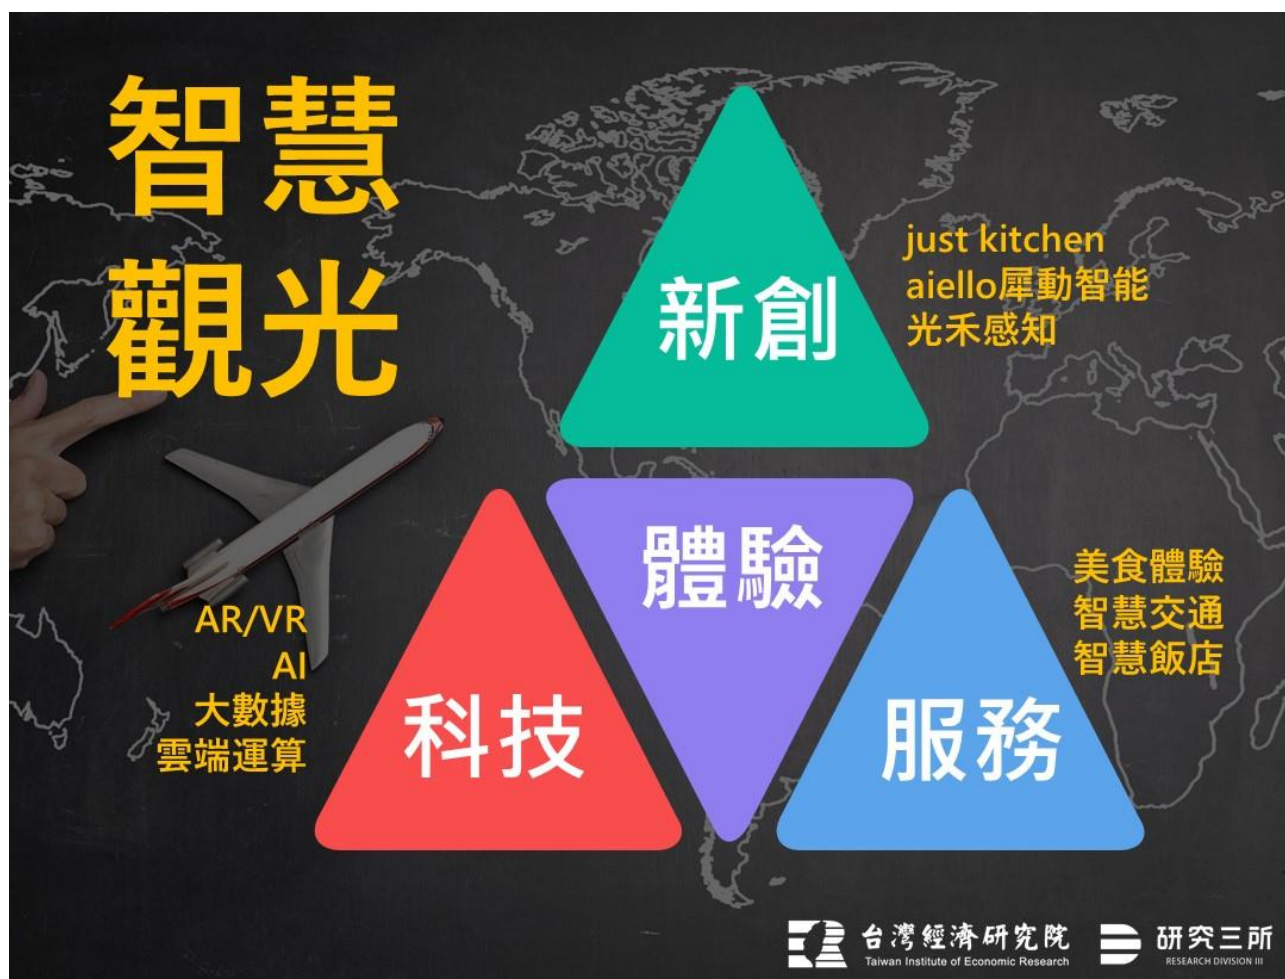 智慧
觀光
新創
just kitchen
aiello犀動智能
光禾感知
體驗
美食體驗
智慧交通
智慧飯店
AR/VR
AI
大數據
雲端運算
科技
服務
台灣經濟研究院
Taiwan Institute of Economic Research
研究三所
RESEARCH DIVISION III